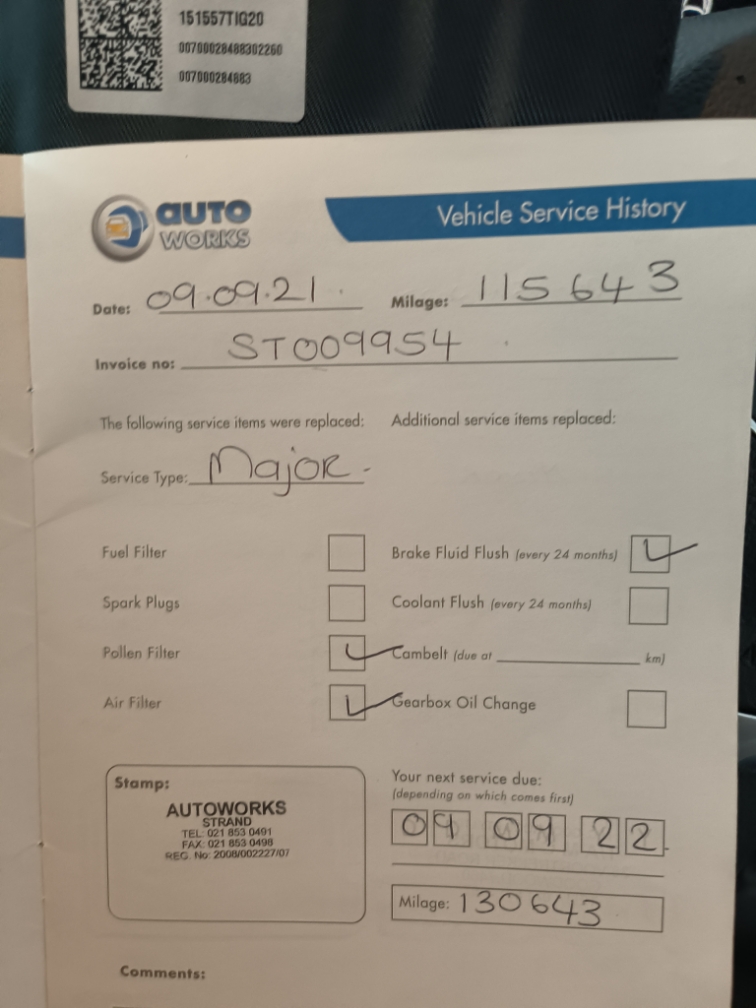 151557TIG20
00700028488302260
007000284883
AUTO WORKS
Vehicle Service History
Date: 09.09.21.
Milage: 115 643
Invoice no: ST009954
The following service items were replaced:
Additional service items replaced:
Service Type: Major -
Fuel Filter
Brake Fluid Flush (every 24 months)
Spark Plugs
Coolant Flush (every 24 months)
Pollen Filter
Cambelt (due at ____ km)
Air Filter
Gearbox Oil Change
Stamp:
AUTOWORKS
STRAND
TEL: 021 853 0491
FAX: 021 853 0498
REG. No: 2008/002227/07
Your next service due:
(depending on which comes first)
09 09 22
Milage: 130643
Comments: